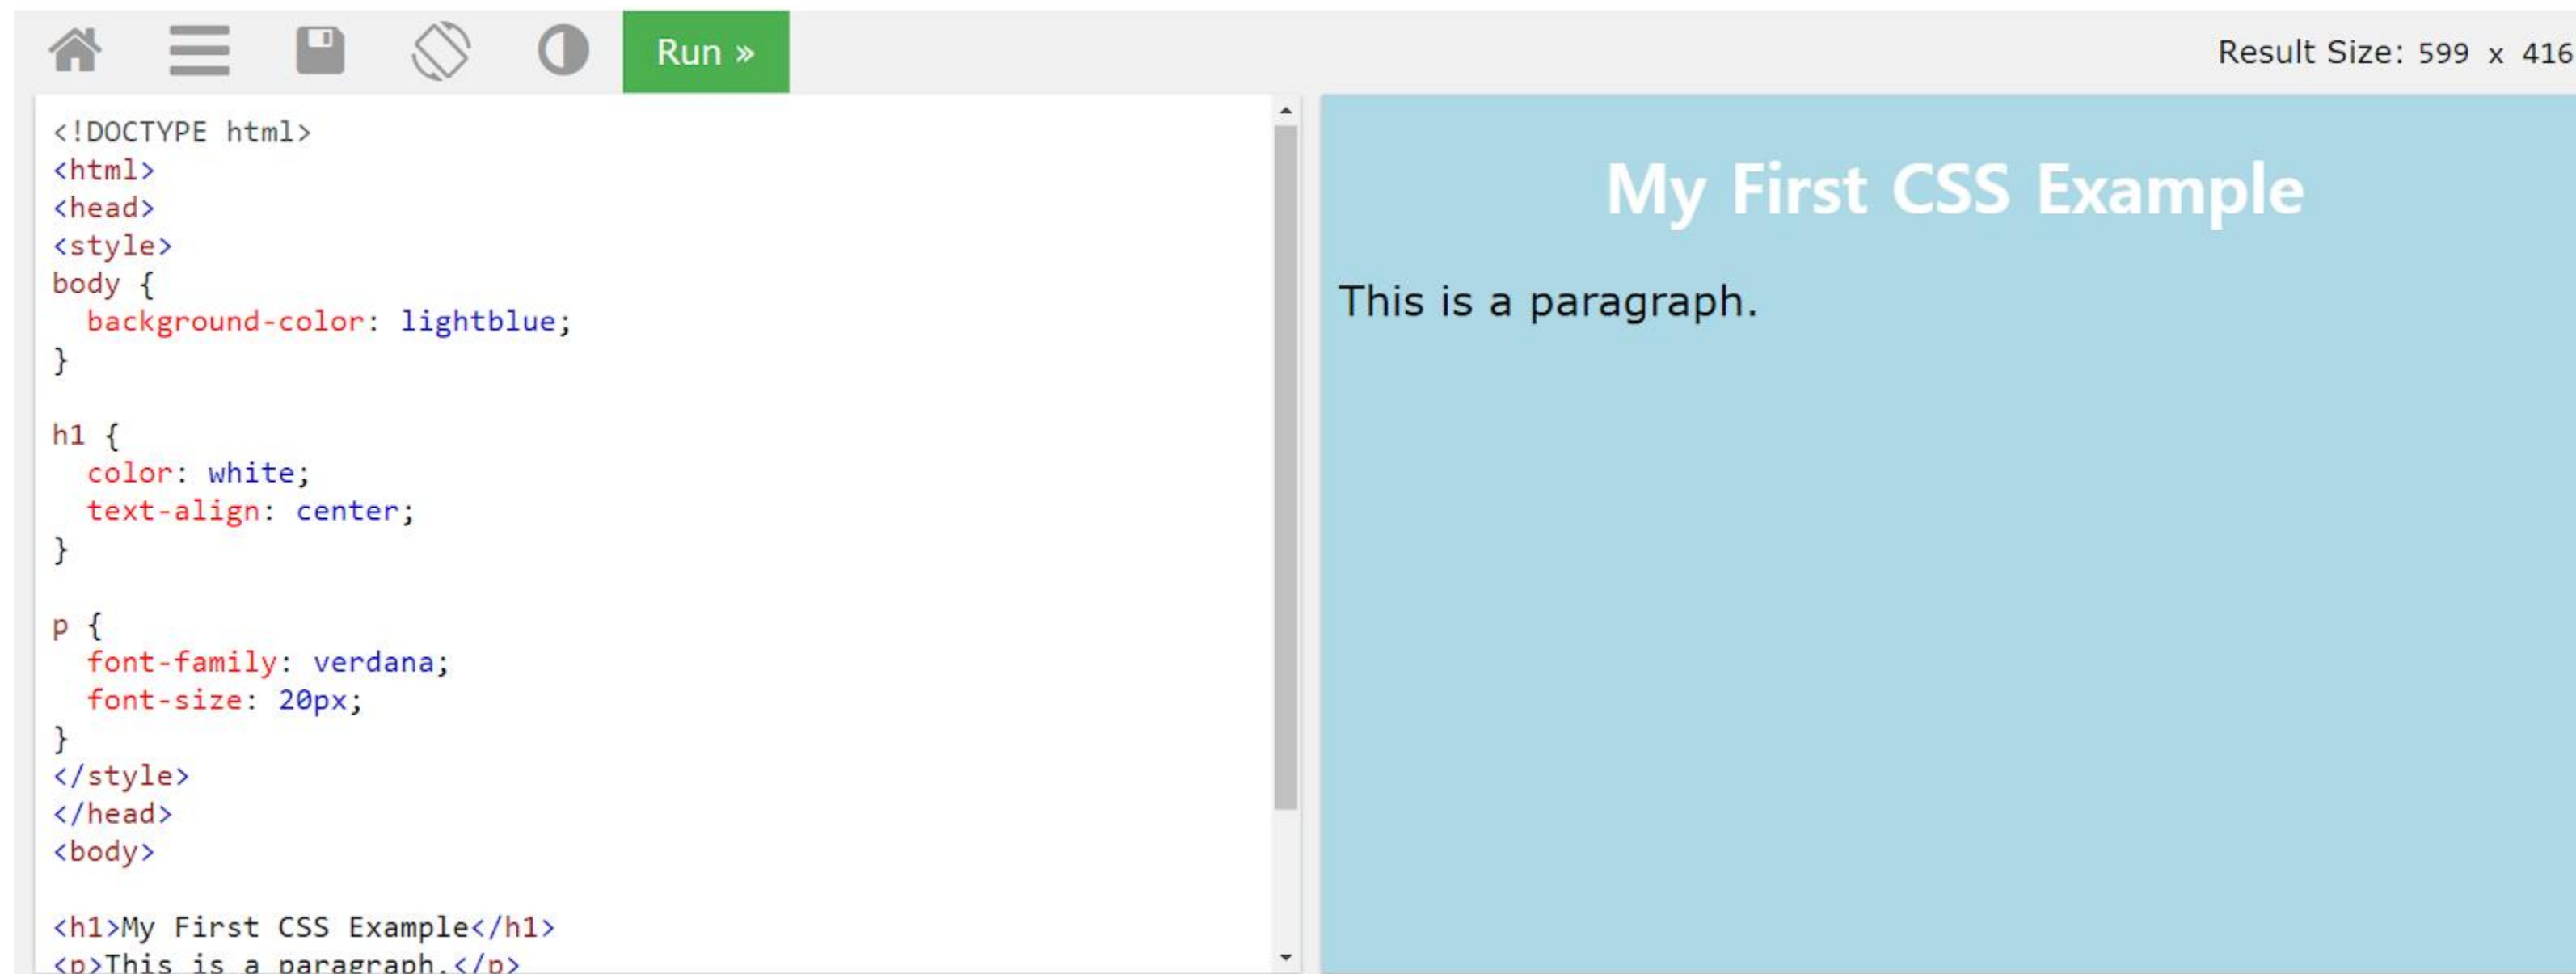 Run »
Result Size: 599 x 416
<!DOCTYPE html>
<html>
<head>
<style>
body {
  background-color: lightblue;
}

h1 {
  color: white;
  text-align: center;
}

p {
  font-family: verdana;
  font-size: 20px;
}
</style>
</head>
<body>

<h1>My First CSS Example</h1>
<p>This is a paragraph.</p>
My First CSS Example
This is a paragraph.